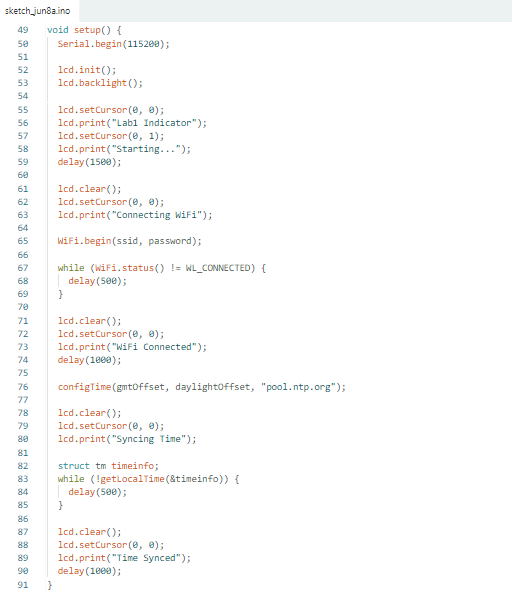 sketch_jun8a.ino
49 void setup() {
50 Serial.begin(115200);
51
52 lcd.init();
53 lcd.backlight();
54
55 lcd.setCursor(0, 0);
56 lcd.print("Lab1 Indicator");
57 lcd.setCursor(0, 1);
58 lcd.print("Starting...");
59 delay(1500);
60
61 lcd.clear();
62 lcd.setCursor(0, 0);
63 lcd.print("Connecting WiFi");
64
65 WiFi.begin(ssid, password);
66
67 while (WiFi.status() != WL_CONNECTED) {
68 delay(500);
69 }
70
71 lcd.clear();
72 lcd.setCursor(0, 0);
73 lcd.print("WiFi Connected");
74 delay(1000);
75
76 configTime(gmtOffset, daylightOffset, "pool.ntp.org");
77
78 lcd.clear();
79 lcd.setCursor(0, 0);
80 lcd.print("Syncing Time");
81
82 struct tm timeinfo;
83 while (!getLocalTime(&timeinfo)) {
84 delay(500);
85 }
86
87 lcd.clear();
88 lcd.setCursor(0, 0);
89 lcd.print("Time Synced");
90 delay(1000);
91 }